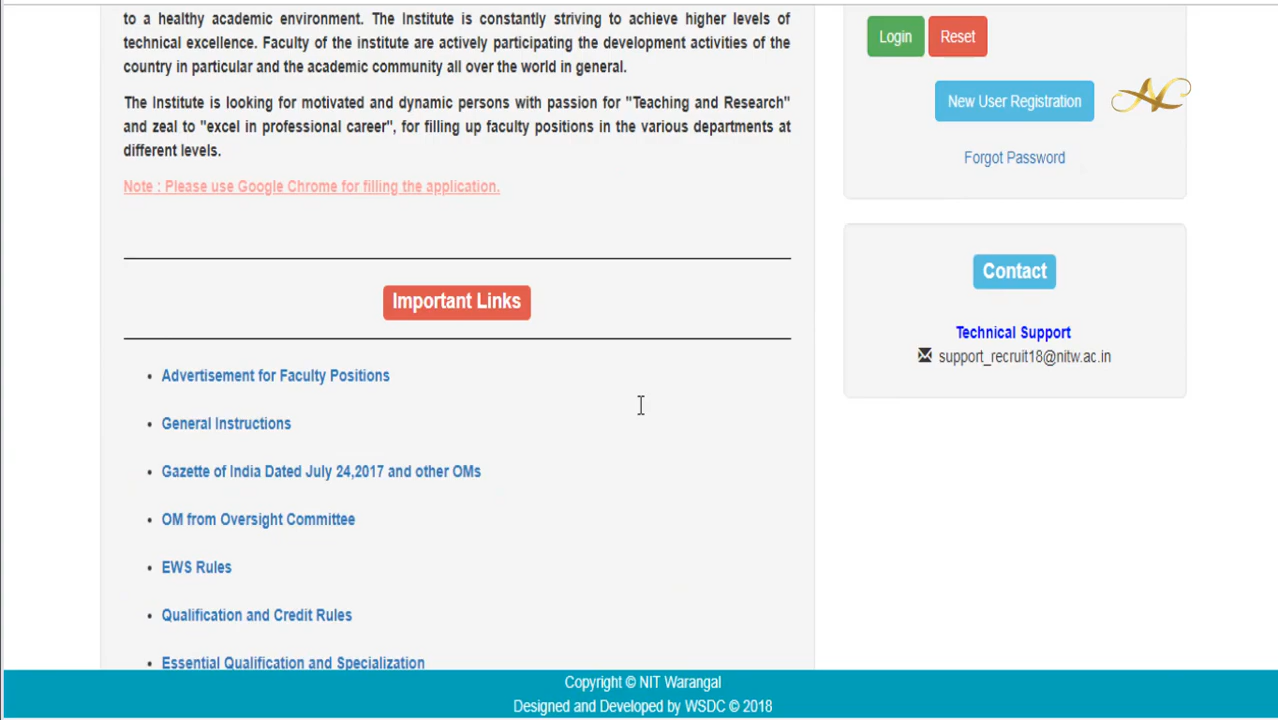 to a healthy academic environment. The Institute is constantly striving to achieve higher levels of
technical excellence. Faculty of the institute are actively participating the development activities of the
country in particular and the academic community all over the world in general.
The Institute is looking for motivated and dynamic persons with passion for "Teaching and Research"
and zeal to "excel in professional career", for filling up faculty positions in the various departments at
different levels.
Note : Please use Google Chrome for filling the application.
Important Links
Advertisement for Faculty Positions
General Instructions
Gazette of India Dated July 24,2017 and other OMs
OM from Oversight Committee
EWS Rules
Qualification and Credit Rules
Essential Qualification and Specialization
Login Reset
New User Registration
AC
Forgot Password
Contact
Technical Support
support_recruit18@nitw.ac.in
Copyright © NIT Warangal
Designed and Developed by WSDC © 2018